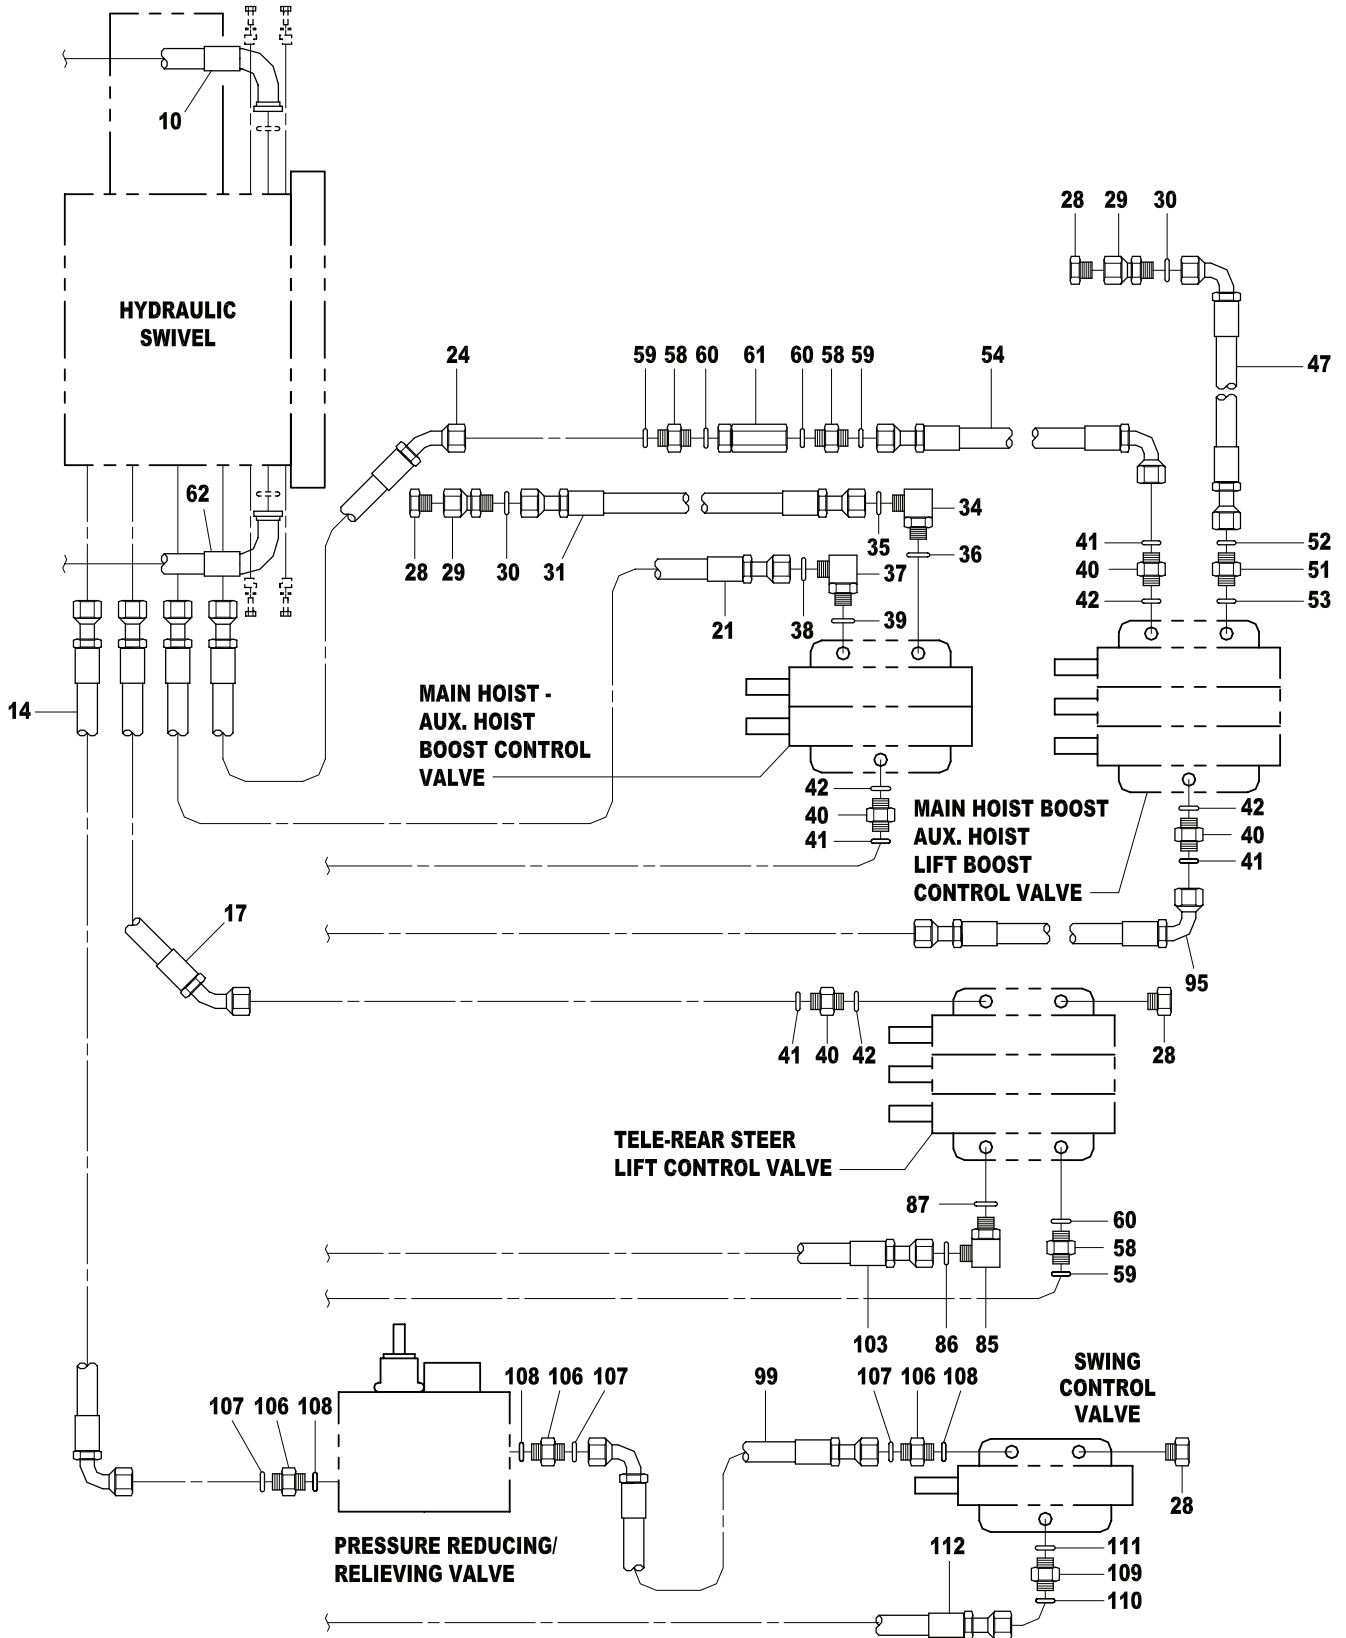 10
28 29 30
HYDRAULIC
SWIVEL
24
59 58 60 61 60 58 59
54
47
62
34
35
36
28 29 30 31
37
41
52
40
51
42
53
21
38
39
14
MAIN HOIST -
AUX. HOIST
BOOST CONTROL
VALVE
42
40
41
MAIN HOIST BOOST
AUX. HOIST
LIFT BOOST
CONTROL VALVE
42
40
41
17
95
41 40 42
28
TELE-REAR STEER
LIFT CONTROL VALVE
87
60
58
59
103
86
85
108 106 107
99
107 106 108
SWING
CONTROL
VALVE
107 106 108
28
PRESSURE REDUCING/
RELIEVING VALVE
112
111
109
110